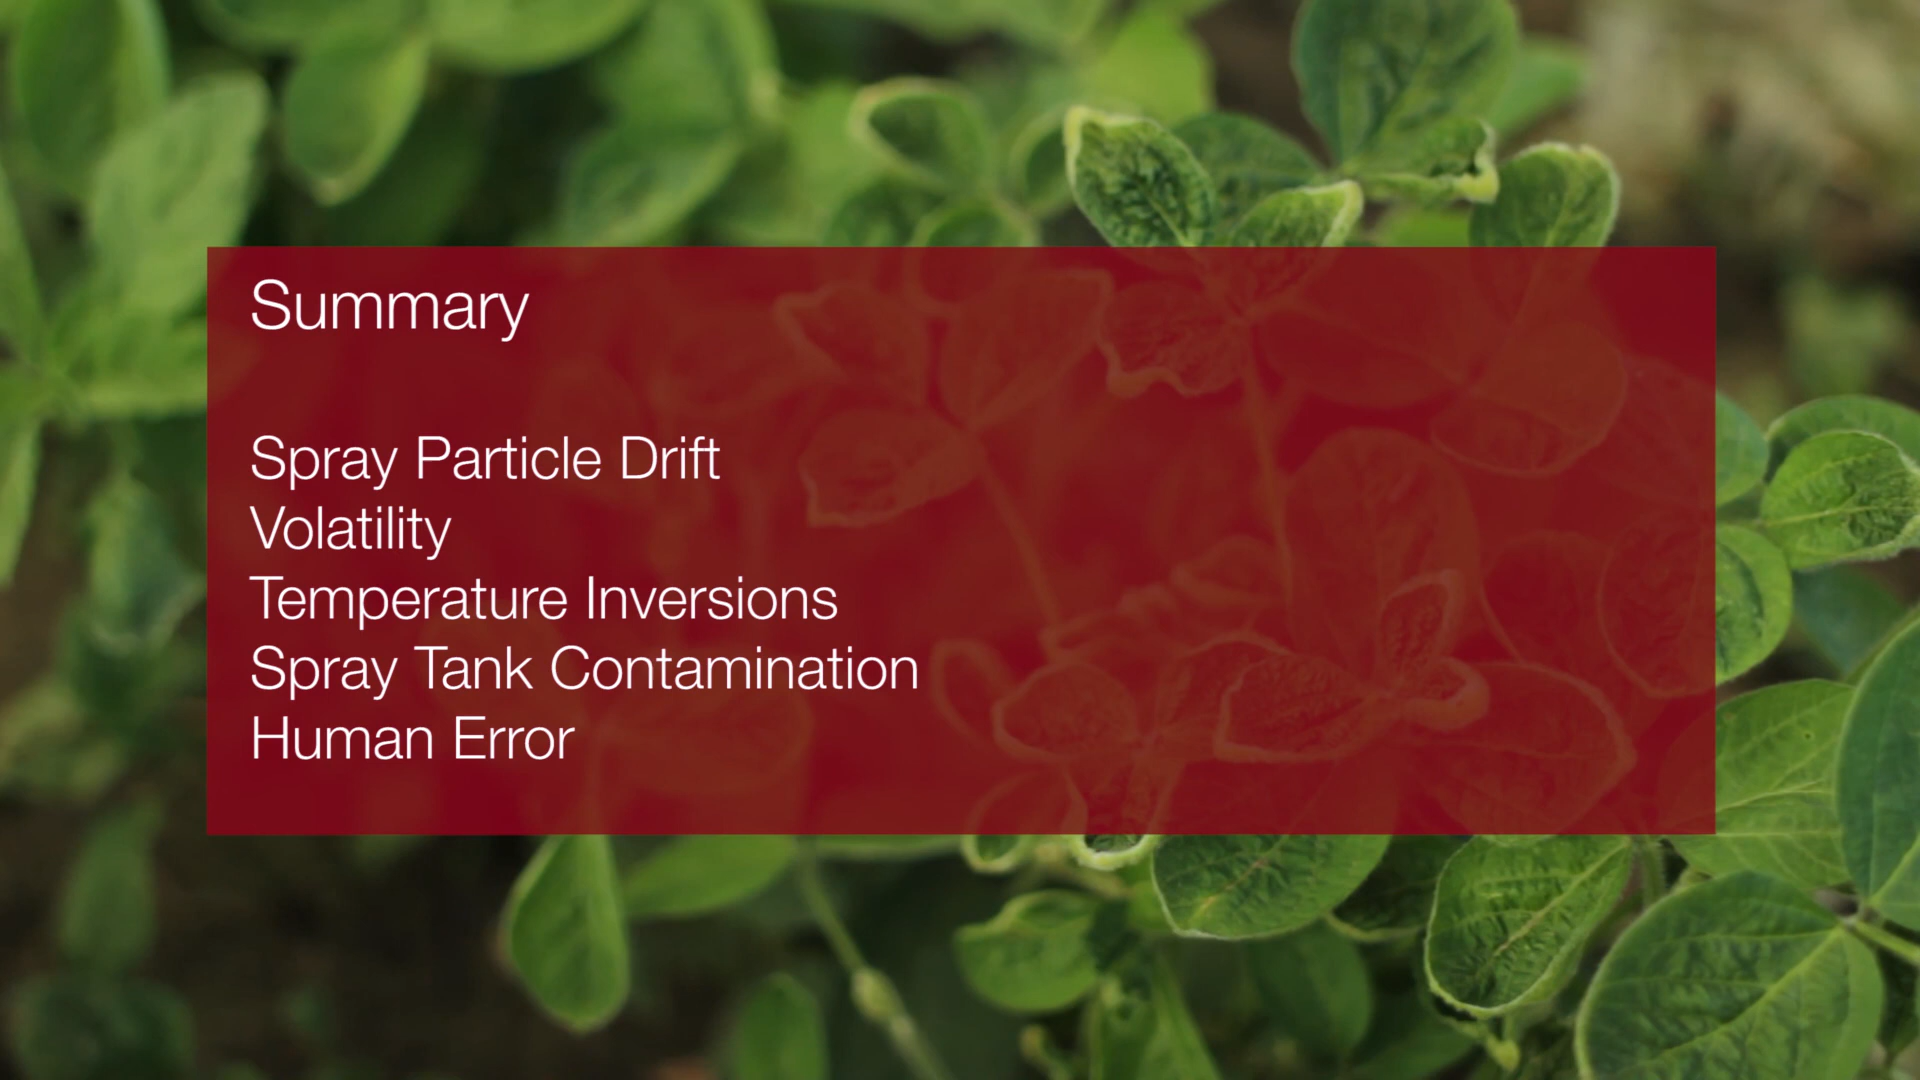 Summary
Spray Particle Drift
Volatility
Temperature Inversions
Spray Tank Contamination
Human Error